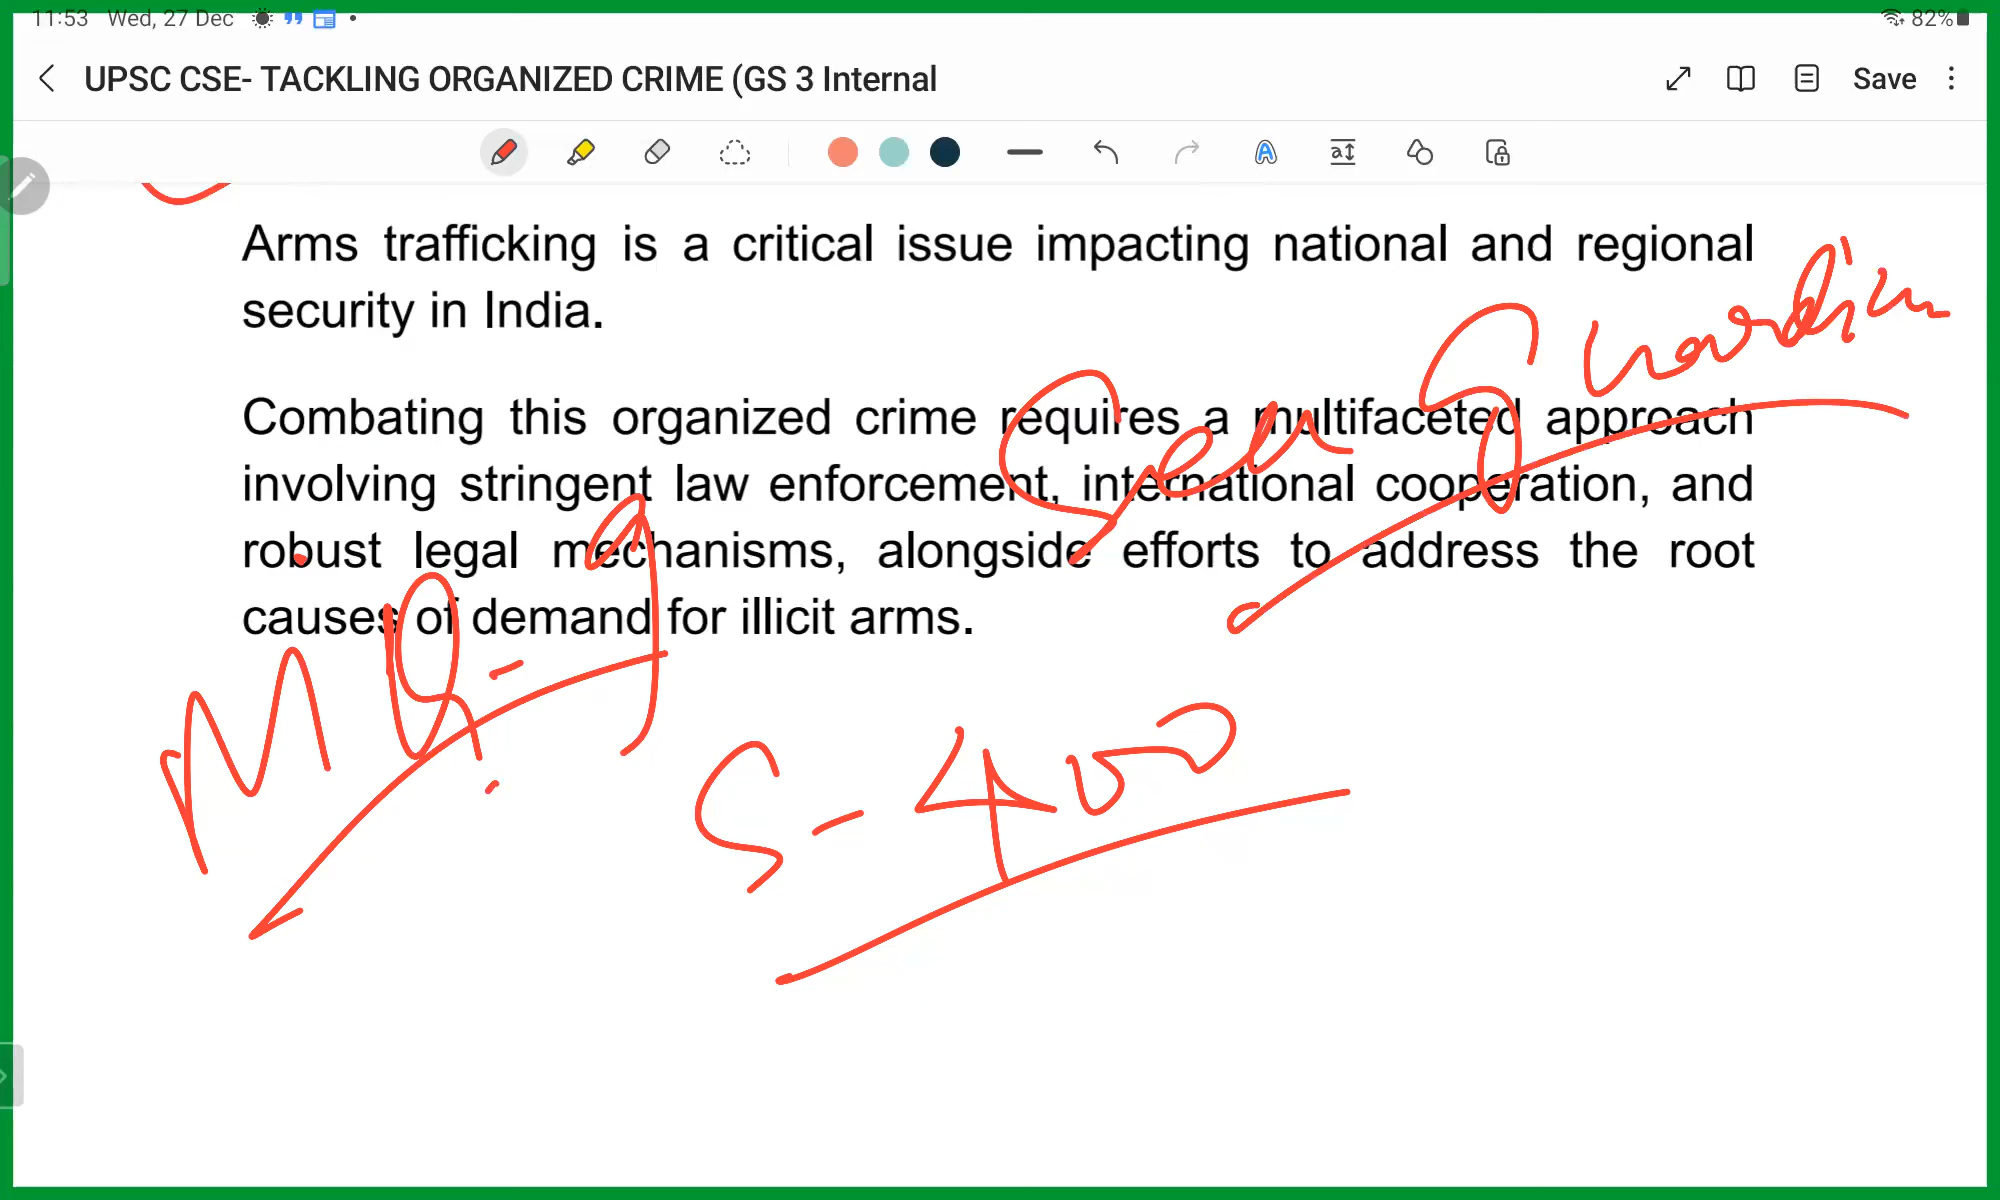 11:53 Wed, 27 Dec 82%
UPSC CSE- TACKLING ORGANIZED CRIME (GS 3 Internal
Save
Arms trafficking is a critical issue impacting national and regional
security in India.
Sea Guardian
Combating this organized crime requires a multifaceted approach
involving stringent law enforcement, international cooperation, and
robust legal mechanisms, alongside efforts to address the root
causes of demand for illicit arms.
MQ-9
S-400